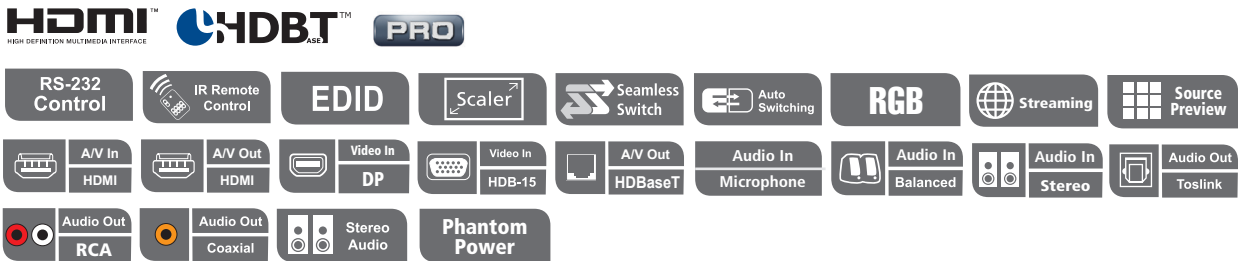 HDMI™
HIGH DEFINITION MULTIMEDIA INTERFACE
HDBT™
ASE
PRO
RS-232
Control
IR Remote
Control
EDID
Scaler
Seamless
Switch
Auto
Switching
RGB
Streaming
Source
Preview
A/V In
HDMI
A/V Out
HDMI
Video In
DP
Video In
HDB-15
A/V Out
HDBaseT
Audio In
Microphone
Audio In
Balanced
Audio In
Stereo
Audio Out
Toslink
Audio Out
RCA
Audio Out
Coaxial
Stereo
Audio
Phantom
Power